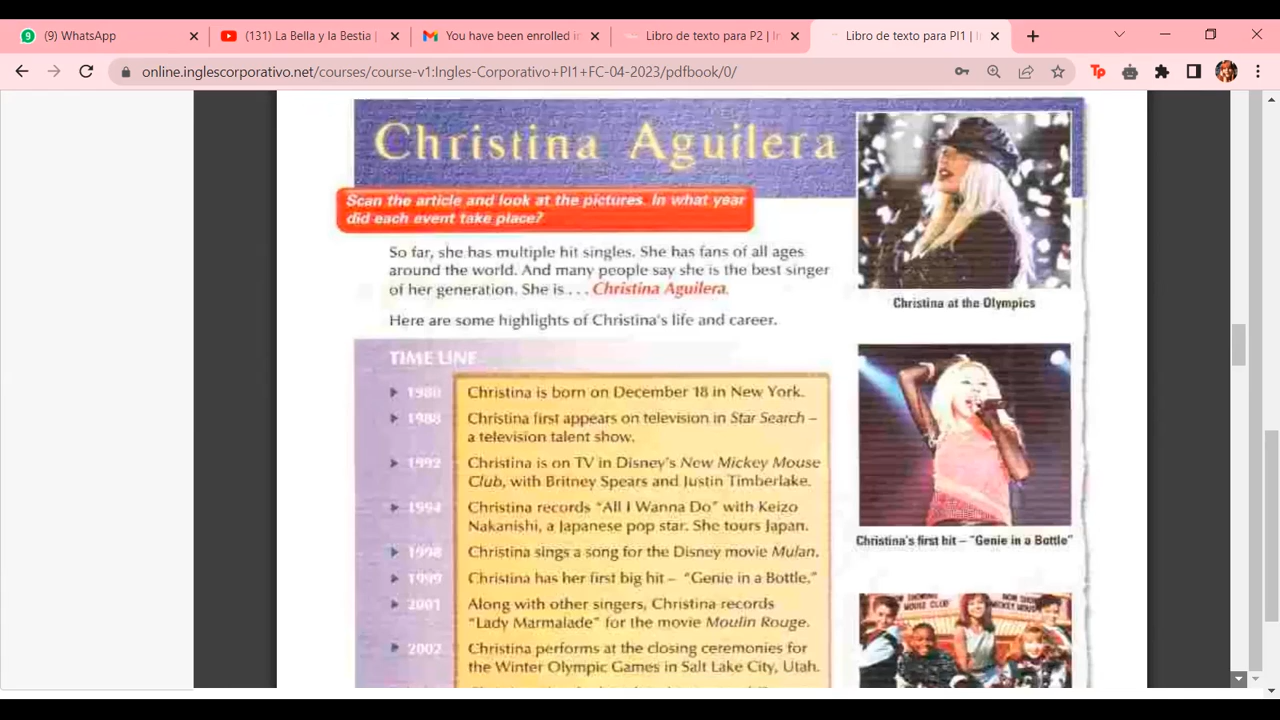 (9) WhatsApp
(131) La Bella y la Bestia |
You have been enrolled in
Libro de texto para P2 | In
Libro de texto para PI1 | In
online.inglescorporativo.net/courses/course-v1:Ingles-Corporativo+PI1+FC-04-2023/pdfbook/0/
Tp
Christina Aguilera
Scan the article and look at the pictures. In what year
did each event take place?
So far, she has multiple hit singles. She has fans of all ages
around the world. And many people say she is the best singer
of her generation. She is . . . Christina Aguilera.
Here are some highlights of Christina's life and career.
Christina at the Olympics
TIME LINE
1980 Christina is born on December 18 in New York.
1988 Christina first appears on television in Star Search –
a television talent show.
1992 Christina is on TV in Disney's New Mickey Mouse
Club, with Britney Spears and Justin Timberlake.
1994 Christina records "All I Wanna Do" with Keizo
Nakanishi, a Japanese pop star. She tours Japan.
1998 Christina sings a song for the Disney movie Mulan.
1999 Christina has her first big hit – "Genie in a Bottle."
2001 Along with other singers, Christina records
"Lady Marmalade" for the movie Moulin Rouge.
2002 Christina performs at the closing ceremonies for
the Winter Olympic Games in Salt Lake City, Utah.
Christina's first hit – "Genie in a Bottle"
MOUSE CLUB